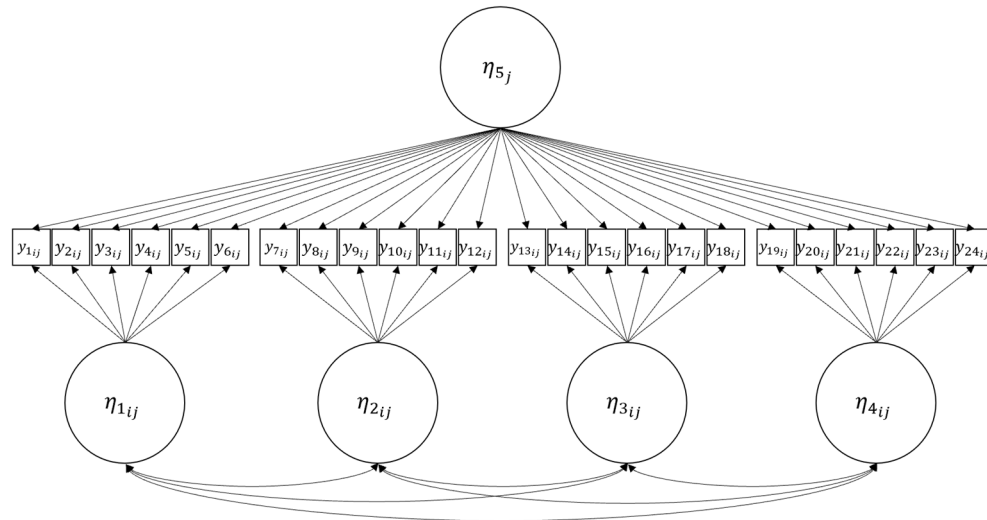 η₅ⱼ
y₁ᵢⱼ y₂ᵢⱼ y₃ᵢⱼ y₄ᵢⱼ y₅ᵢⱼ y₆ᵢⱼ y₇ᵢⱼ y₈ᵢⱼ y₉ᵢⱼ y₁₀ᵢⱼ y₁₁ᵢⱼ y₁₂ᵢⱼ y₁₃ᵢⱼ y₁₄ᵢⱼ y₁₅ᵢⱼ y₁₆ᵢⱼ y₁₇ᵢⱼ y₁₈ᵢⱼ y₁₉ᵢⱼ y₂₀ᵢⱼ y₂₁ᵢⱼ y₂₂ᵢⱼ y₂₃ᵢⱼ y₂₄ᵢⱼ
η₁ᵢⱼ η₂ᵢⱼ η₃ᵢⱼ η₄ᵢⱼ